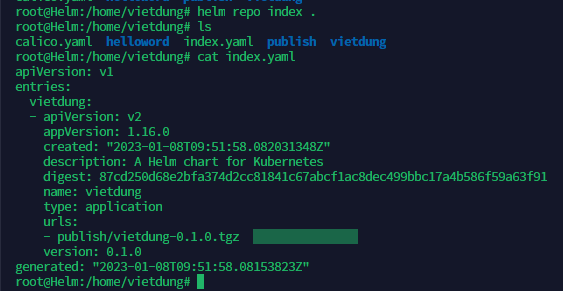 root@Helm:/home/vietdung# helm repo index .
root@Helm:/home/vietdung# ls
calico.yaml helloword index.yaml publish vietdung
root@Helm:/home/vietdung# cat index.yaml
apiVersion: v1
entries:
  vietdung:
  - apiVersion: v2
    appVersion: 1.16.0
    created: "2023-01-08T09:51:58.082031348Z"
    description: A Helm chart for Kubernetes
    digest: 87cd250d68e2bfa374d2cc81841c67abcf1ac8dec499bbc17a4b586f59a63f91
    name: vietdung
    type: application
    urls:
    - publish/vietdung-0.1.0.tgz
    version: 0.1.0
generated: "2023-01-08T09:51:58.08153823Z"
root@Helm:/home/vietdung#